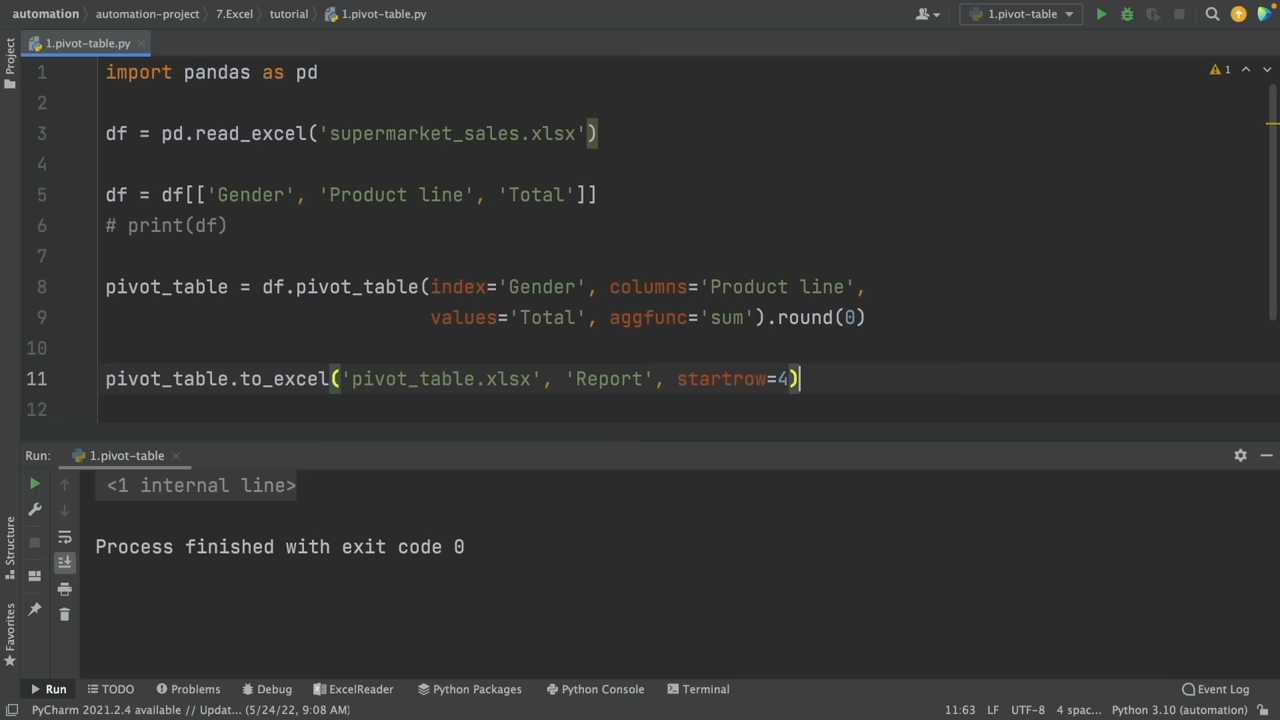 automation automation-project 7.Excel tutorial 1.pivot-table.py 1.pivot-table
Project
1.pivot-table.py
1 import pandas as pd
1
2
3 df = pd.read_excel('supermarket_sales.xlsx')
4
5 df = df[['Gender', 'Product line', 'Total']]
6 # print(df)
7
8 pivot_table = df.pivot_table(index='Gender', columns='Product line',
9 values='Total', aggfunc='sum').round(0)
10
11 pivot_table.to_excel('pivot_table.xlsx', 'Report', startrow=4)
12
Run: 1.pivot-table
<1 internal line>
Process finished with exit code 0
Structure
Favorites
Run TODO Problems Debug ExcelReader Python Packages Python Console Terminal Event Log
PyCharm 2021.2.4 available // Updat... (5/24/22, 9:08 AM) 11:63 LF UTF-8 4 spac... Python 3.10 (automation)